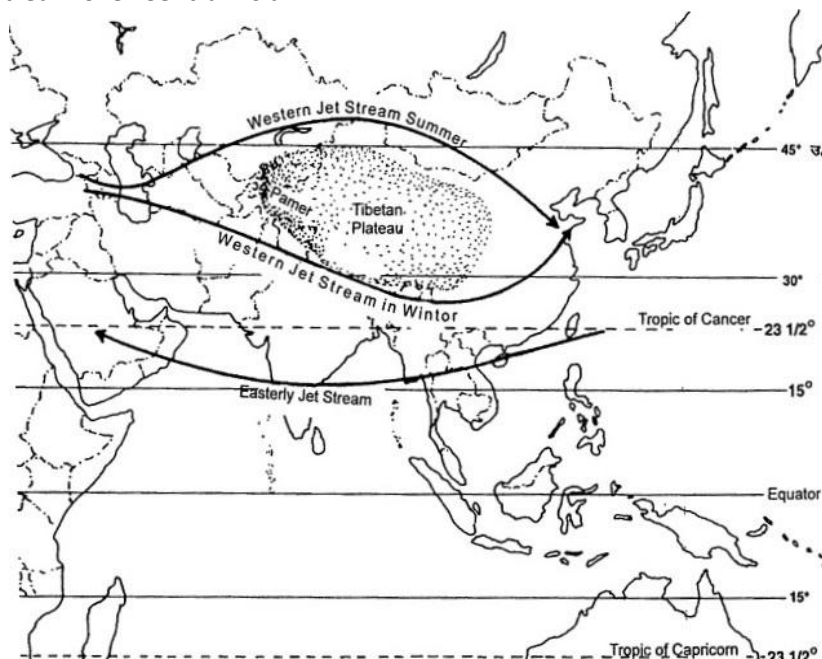 Western Jet Stream Summer
45° उ.
Pamer
Tibetan
Plateau
Western Jet Stream in Wintor
30°
Tropic of Cancer
23 1/2°
Easterly Jet Stream
15°
Equator
15°
Tropic of Capricorn
23 1/2°